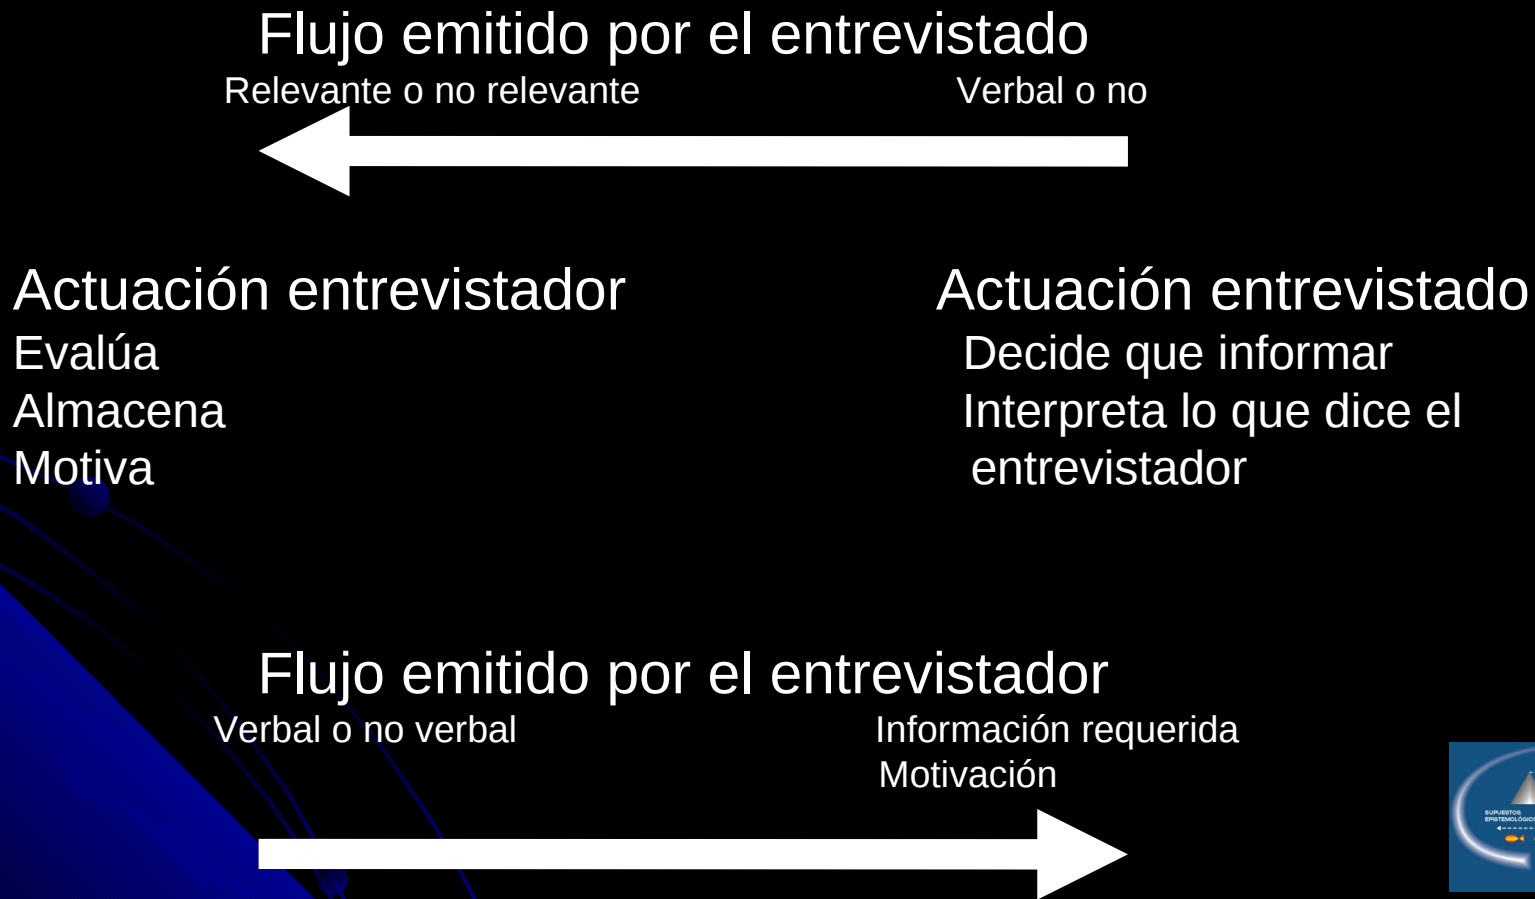 Flujo emitido por el entrevistado
Relevante o no relevante Verbal o no
Actuación entrevistador
Evalúa
Almacena
Motiva
Actuación entrevistado
Decide que informar
Interpreta lo que dice el
entrevistador
Flujo emitido por el entrevistador
Verbal o no verbal Información requerida
Motivación
SUPUESTOS